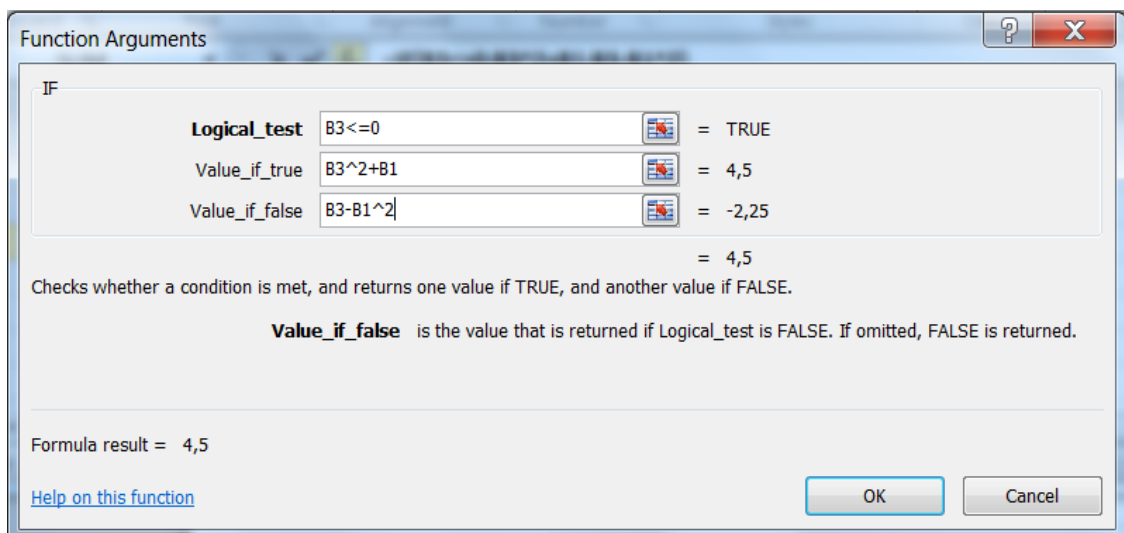 Function Arguments
IF
Logical_test B3<=0 = TRUE
Value_if_true B3^2+B1 = 4,5
Value_if_false B3-B1^2 = -2,25
= 4,5
Checks whether a condition is met, and returns one value if TRUE, and another value if FALSE.
Value_if_false is the value that is returned if Logical_test is FALSE. If omitted, FALSE is returned.
Formula result = 4,5
Help on this function OK Cancel